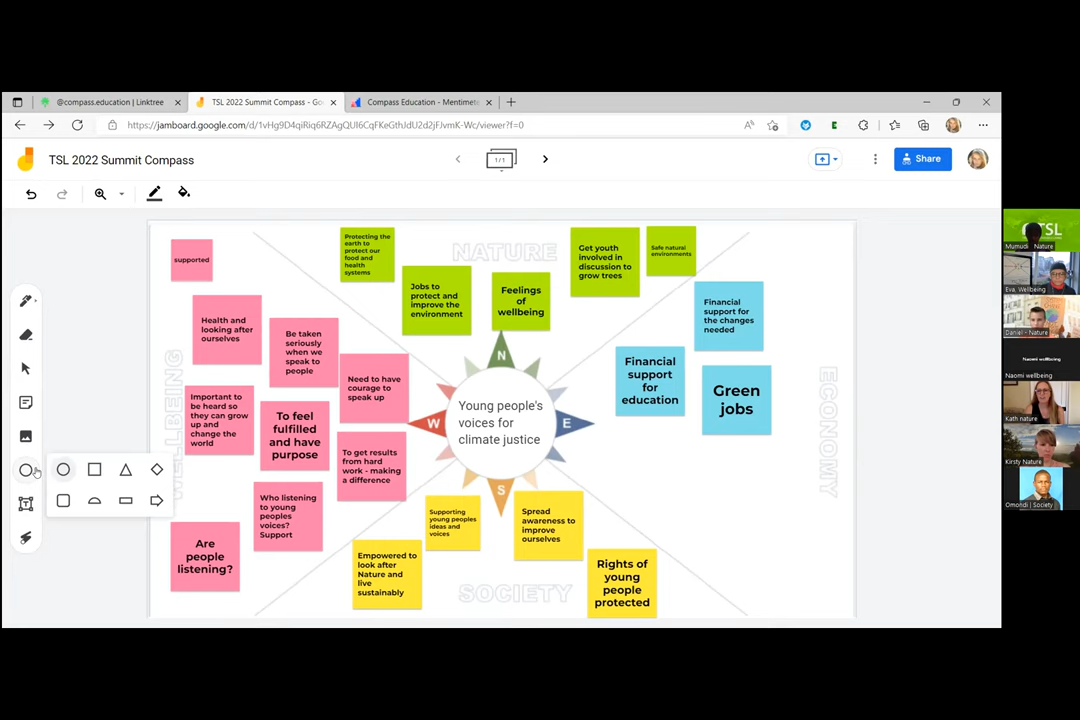 @compass.education | Linktree
TSL 2022 Summit Compass - Go
Compass Education - Mentimete
https://jamboard.google.com/d/1vHg9D4qiRiq6RZAgQUI6CqFKeGthJdU2d2jFJvmK-Wc/viewer?f=0
TSL 2022 Summit Compass
1/1
Share
NATURE
WELLBEING
ECONOMY
SOCIETY
supported
Protecting the
earth to
protect our
food and
health
systems
Jobs to
protect and
improve the
environment
Feelings
of
wellbeing
Get youth
involved in
discussion to
grow trees
Safe natural
environments
Health and
looking after
ourselves
Be taken
seriously
when we
speak to
people
Need to have
courage to
speak up
Important to
be heard so
they can grow
up and
change the
world
To feel
fulfilled
and have
purpose
To get results
from hard
work - making
a difference
Who listening
to young
peoples
voices?
Support
Are
people
listening?
Financial
support for
the changes
needed
Financial
support
for
education
Green
jobs
N
W
E
S
Young people's
voices for
climate justice
Supporting
young peoples
ideas and
voices
Spread
awareness to
improve
ourselves
Empowered to
look after
Nature and
live
sustainably
Rights of
young
people
protected
TSL
Mumudi Nature
Eva, Wellbeing
Daniel - Nature
Naomi wellbeing
Naomi wellbeing
Kath nature
Kirsty Nature
Omondi | Society